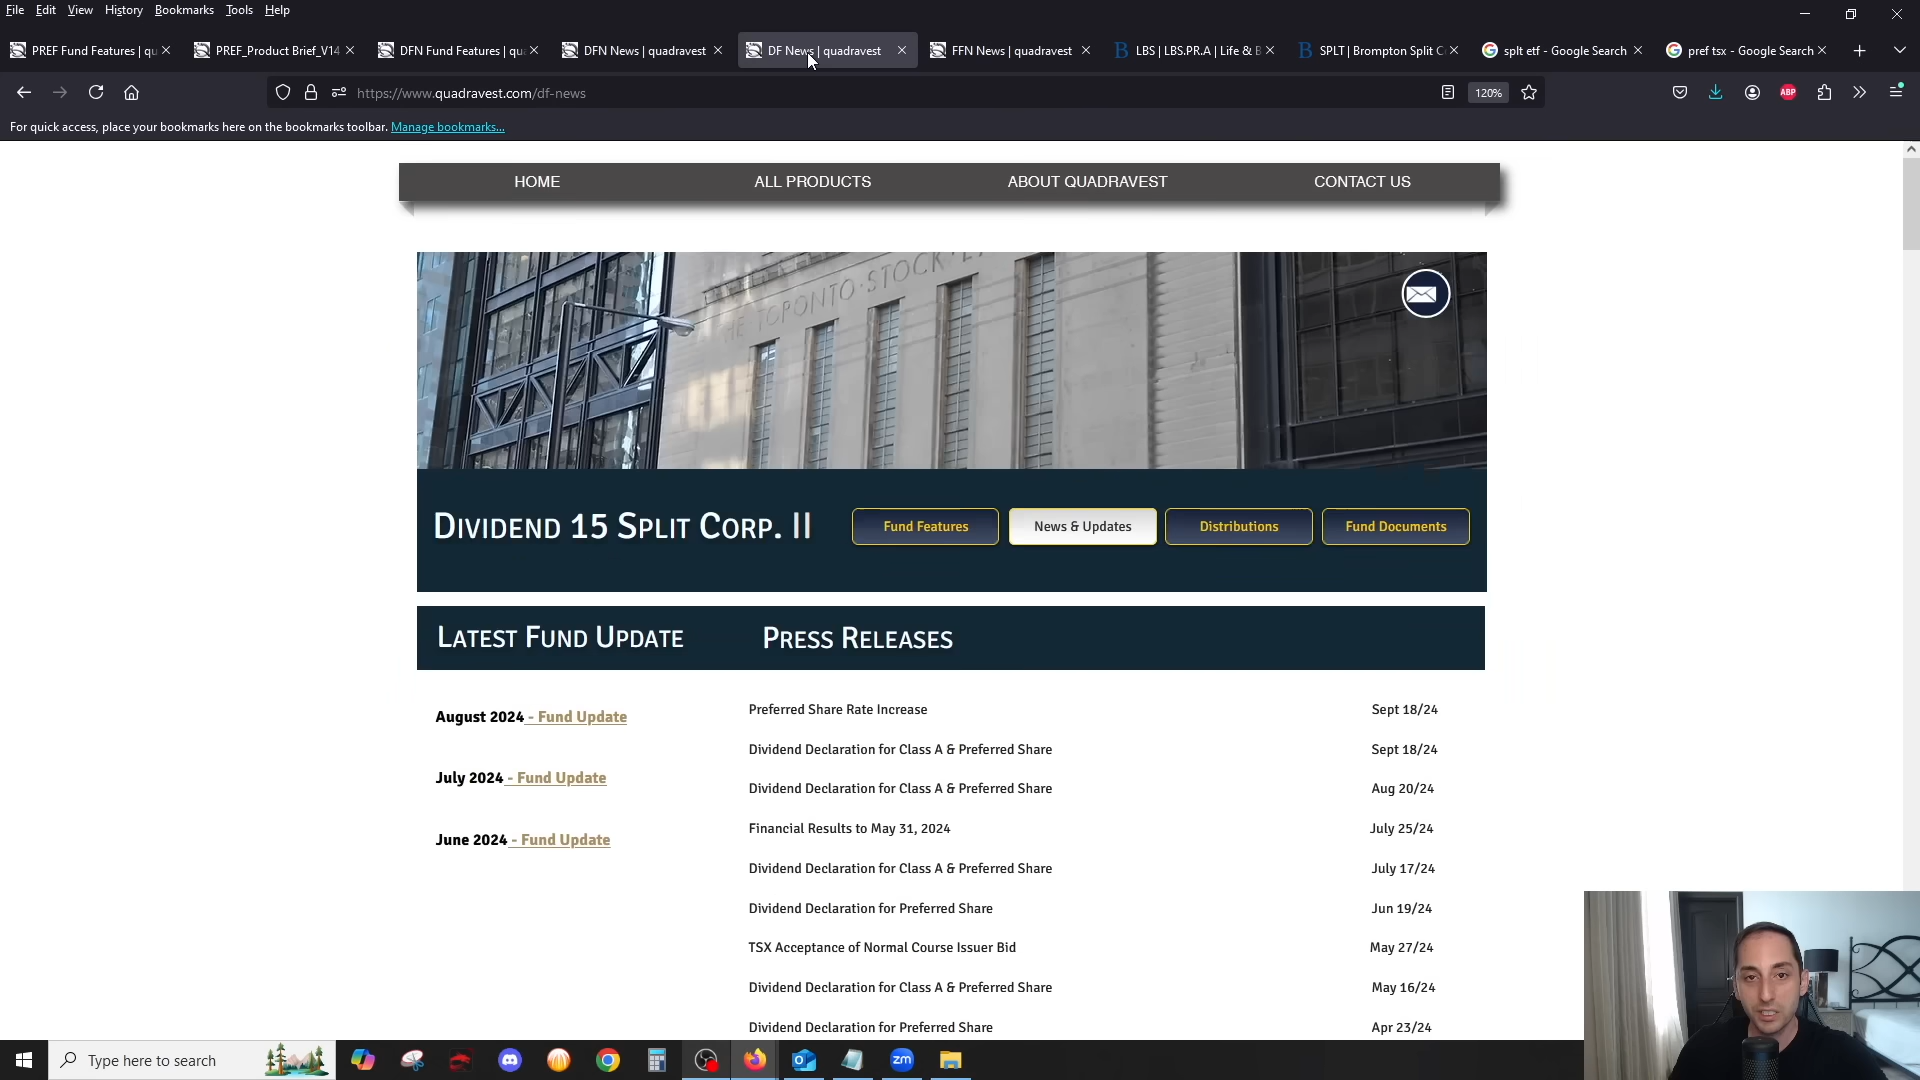 File Edit View History Bookmarks Tools Help
PREF Fund Features | qu
PREF_Product Brief_V14
DFN Fund Features | qua
DFN News | quadravest
DF News | quadravest
FFN News | quadravest
LBS | LBS.PR.A | Life & B
SPLT | Brompton Split C
splt etf - Google Search
pref tsx - Google Search
https://www.quadravest.com/df-news
120%
ABP
For quick access, place your bookmarks here on the bookmarks toolbar. Manage bookmarks...
HOME ALL PRODUCTS ABOUT QUADRAVEST CONTACT US
THE TORONTO·STOCK·
Dividend 15 Split Corp. II
Fund Features News & Updates Distributions Fund Documents
Latest Fund Update Press Releases
August 2024 - Fund Update
July 2024 - Fund Update
June 2024 - Fund Update
Preferred Share Rate Increase Sept 18/24
Dividend Declaration for Class A & Preferred Share Sept 18/24
Dividend Declaration for Class A & Preferred Share Aug 20/24
Financial Results to May 31, 2024 July 25/24
Dividend Declaration for Class A & Preferred Share July 17/24
Dividend Declaration for Preferred Share Jun 19/24
TSX Acceptance of Normal Course Issuer Bid May 27/24
Dividend Declaration for Class A & Preferred Share May 16/24
Dividend Declaration for Preferred Share Apr 23/24
Type here to search
zm